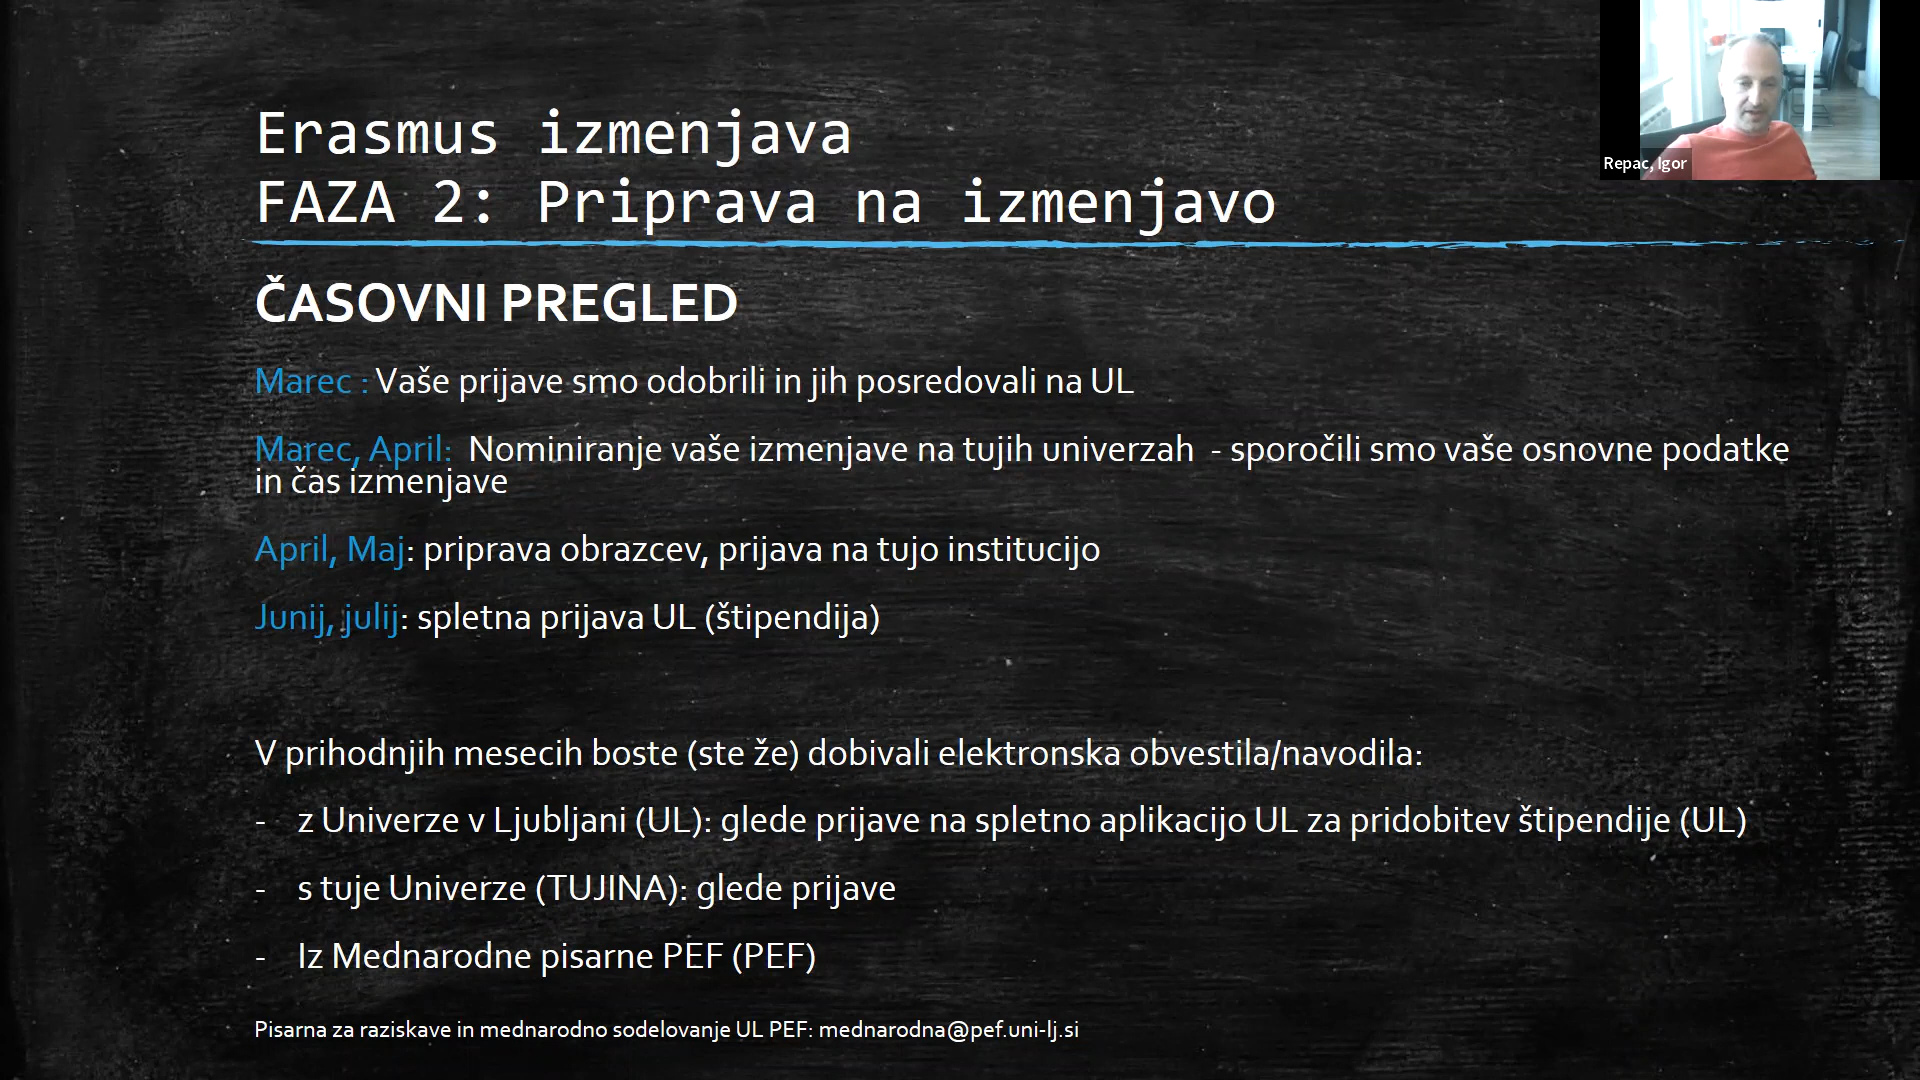 Erasmus izmenjava
FAZA 2: Priprava na izmenjavo
Repac, Igor
ČASOVNI PREGLED
Marec : Vaše prijave smo odobrili in jih posredovali na UL
Marec, April:  Nominiranje vaše izmenjave na tujih univerzah  - sporočili smo vaše osnovne podatke
in čas izmenjave
April, Maj: priprava obrazcev, prijava na tujo institucijo
Junij, julij: spletna prijava UL (štipendija)
V prihodnjih mesecih boste (ste že) dobivali elektronska obvestila/navodila:
- z Univerze v Ljubljani (UL): glede prijave na spletno aplikacijo UL za pridobitev štipendije (UL)
- s tuje Univerze (TUJINA): glede prijave
- Iz Mednarodne pisarne PEF (PEF)
Pisarna za raziskave in mednarodno sodelovanje UL PEF: mednarodna@pef.uni-lj.si